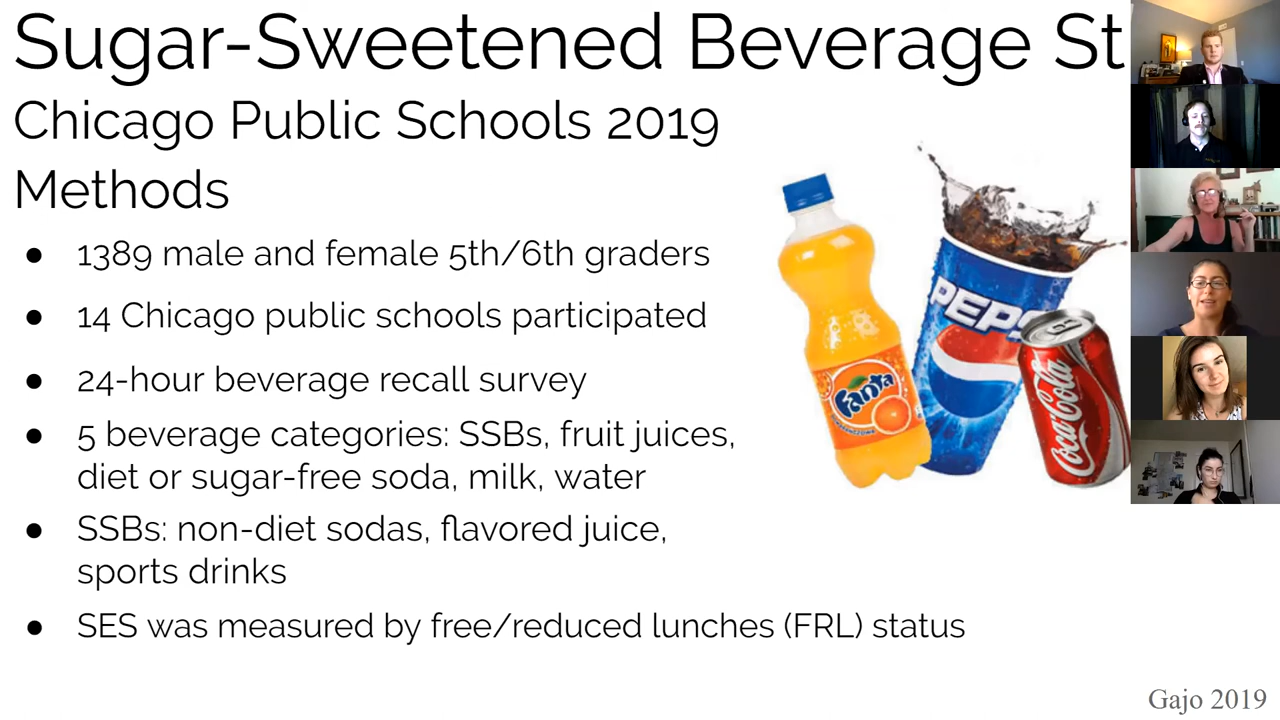 Sugar-Sweetened Beverage St
Chicago Public Schools 2019
Methods
● 1389 male and female 5th/6th graders
● 14 Chicago public schools participated
● 24-hour beverage recall survey
● 5 beverage categories: SSBs, fruit juices,
diet or sugar-free soda, milk, water
● SSBs: non-diet sodas, flavored juice,
sports drinks
● SES was measured by free/reduced lunches (FRL) status
Fanta
PEPS
Coca-Cola
Gajo 2019